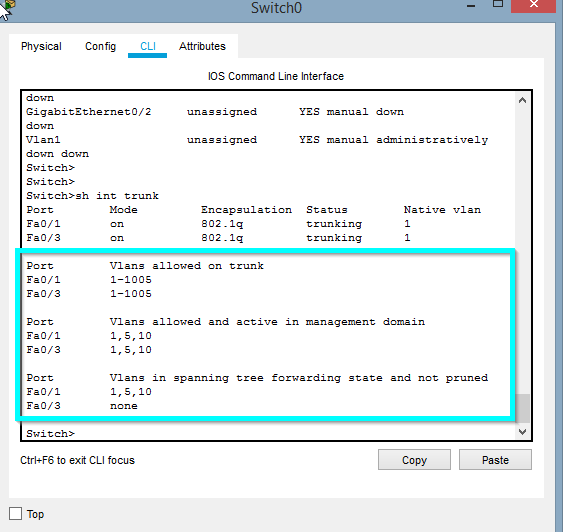 Switch0
Physical Config CLI Attributes
IOS Command Line Interface
down
GigabitEthernet0/2 unassigned YES manual down
down
Vlan1 unassigned YES manual administratively
down down
Switch>
Switch>
Switch>sh int trunk
Port Mode Encapsulation Status Native vlan
Fa0/1 on 802.1q trunking 1
Fa0/3 on 802.1q trunking 1
Port Vlans allowed on trunk
Fa0/1 1-1005
Fa0/3 1-1005
Port Vlans allowed and active in management domain
Fa0/1 1,5,10
Fa0/3 1,5,10
Port Vlans in spanning tree forwarding state and not pruned
Fa0/1 1,5,10
Fa0/3 none
Switch>
Ctrl+F6 to exit CLI focus Copy Paste
Top